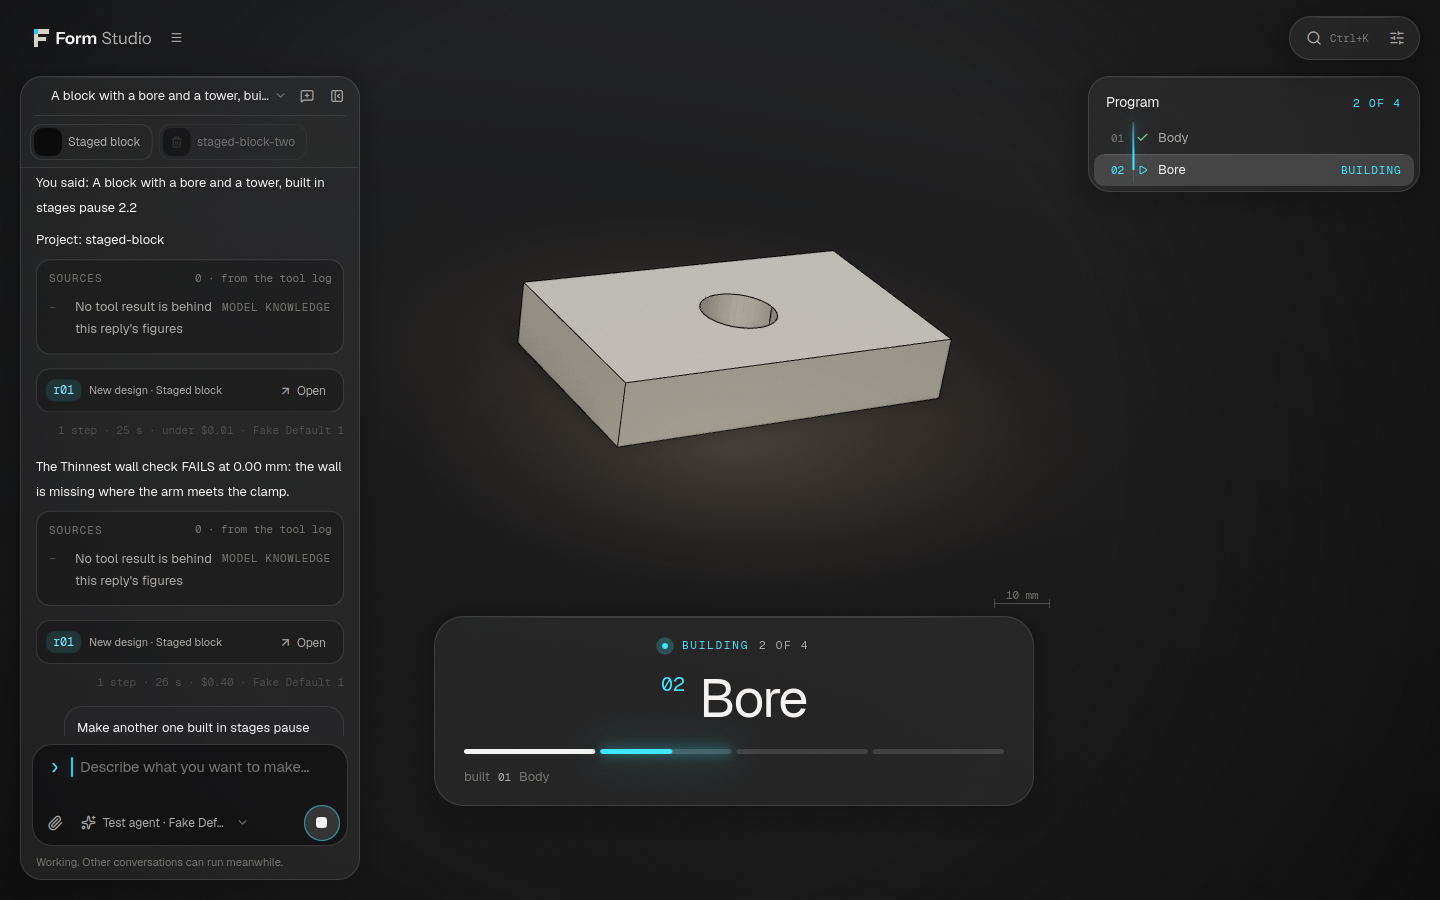 Form Studio
Ctrl+K
A block with a bore and a tower, bui...
Staged block
staged-block-two
You said: A block with a bore and a tower, built in
stages pause 2.2
Project: staged-block
SOURCES
0 · from the tool log
- No tool result is behind
this reply's figures
MODEL KNOWLEDGE
r01
New design · Staged block
Open
1 step · 25 s · under $0.01 · Fake Default 1
The Thinnest wall check FAILS at 0.00 mm: the wall
is missing where the arm meets the clamp.
SOURCES
0 · from the tool log
- No tool result is behind
this reply's figures
MODEL KNOWLEDGE
r01
New design · Staged block
Open
1 step · 26 s · $0.40 · Fake Default 1
Make another one built in stages pause
Describe what you want to make...
Test agent · Fake Def...
Working. Other conversations can run meanwhile.
10 mm
BUILDING 2 OF 4
02 Bore
built 01 Body
Program
2 OF 4
01 Body
02 Bore
BUILDING